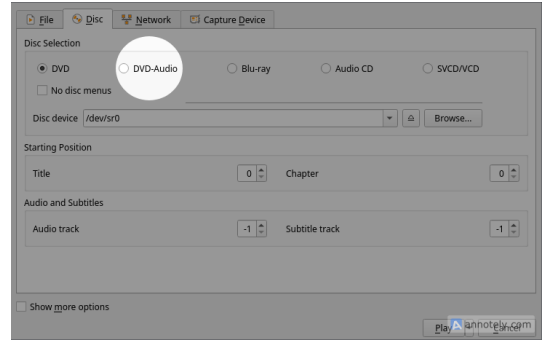 File Disc Network Capture Device
Disc Selection
DVD DVD-Audio Blu-ray Audio CD SVCD/VCD
No disc menus
Disc device /dev/sr0 Browse...
Starting Position
Title 0 Chapter 0
Audio and Subtitles
Audio track -1 Subtitle track -1
Show more options
Play Cancel
annotely.com